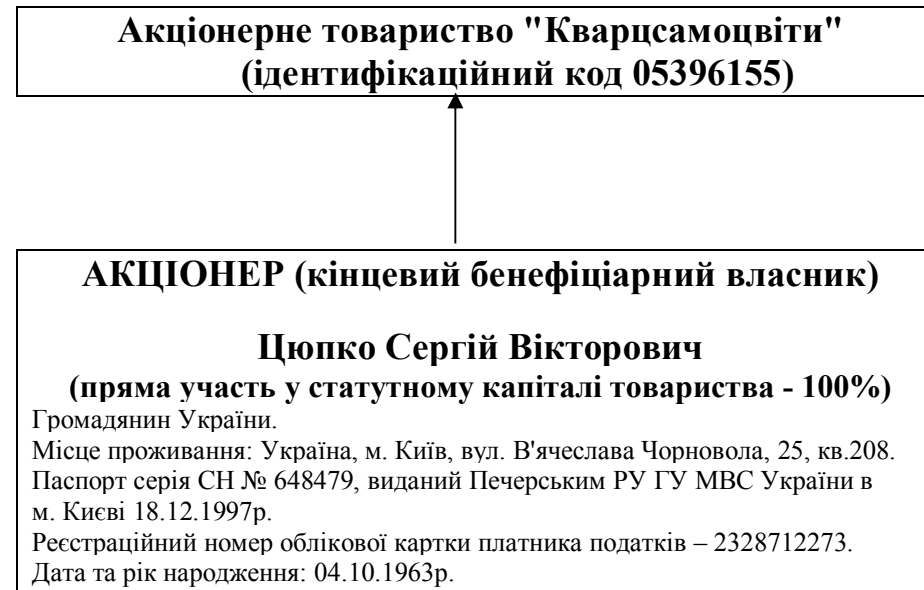 Акціонерне товариство "Кварцсамоцвіти"
(ідентифікаційний код 05396155)
АКЦІОНЕР (кінцевий бенефіціарний власник)
Цюпко Сергій Вікторович
(пряма участь у статутному капіталі товариства - 100%)
Громадянин України.
Місце проживання: Україна, м. Київ, вул. В'ячеслава Чорновола, 25, кв.208.
Паспорт серія СН № 648479, виданий Печерським РУ ГУ МВС України в
м. Києві 18.12.1997р.
Реєстраційний номер облікової картки платника податків – 2328712273.
Дата та рік народження: 04.10.1963р.